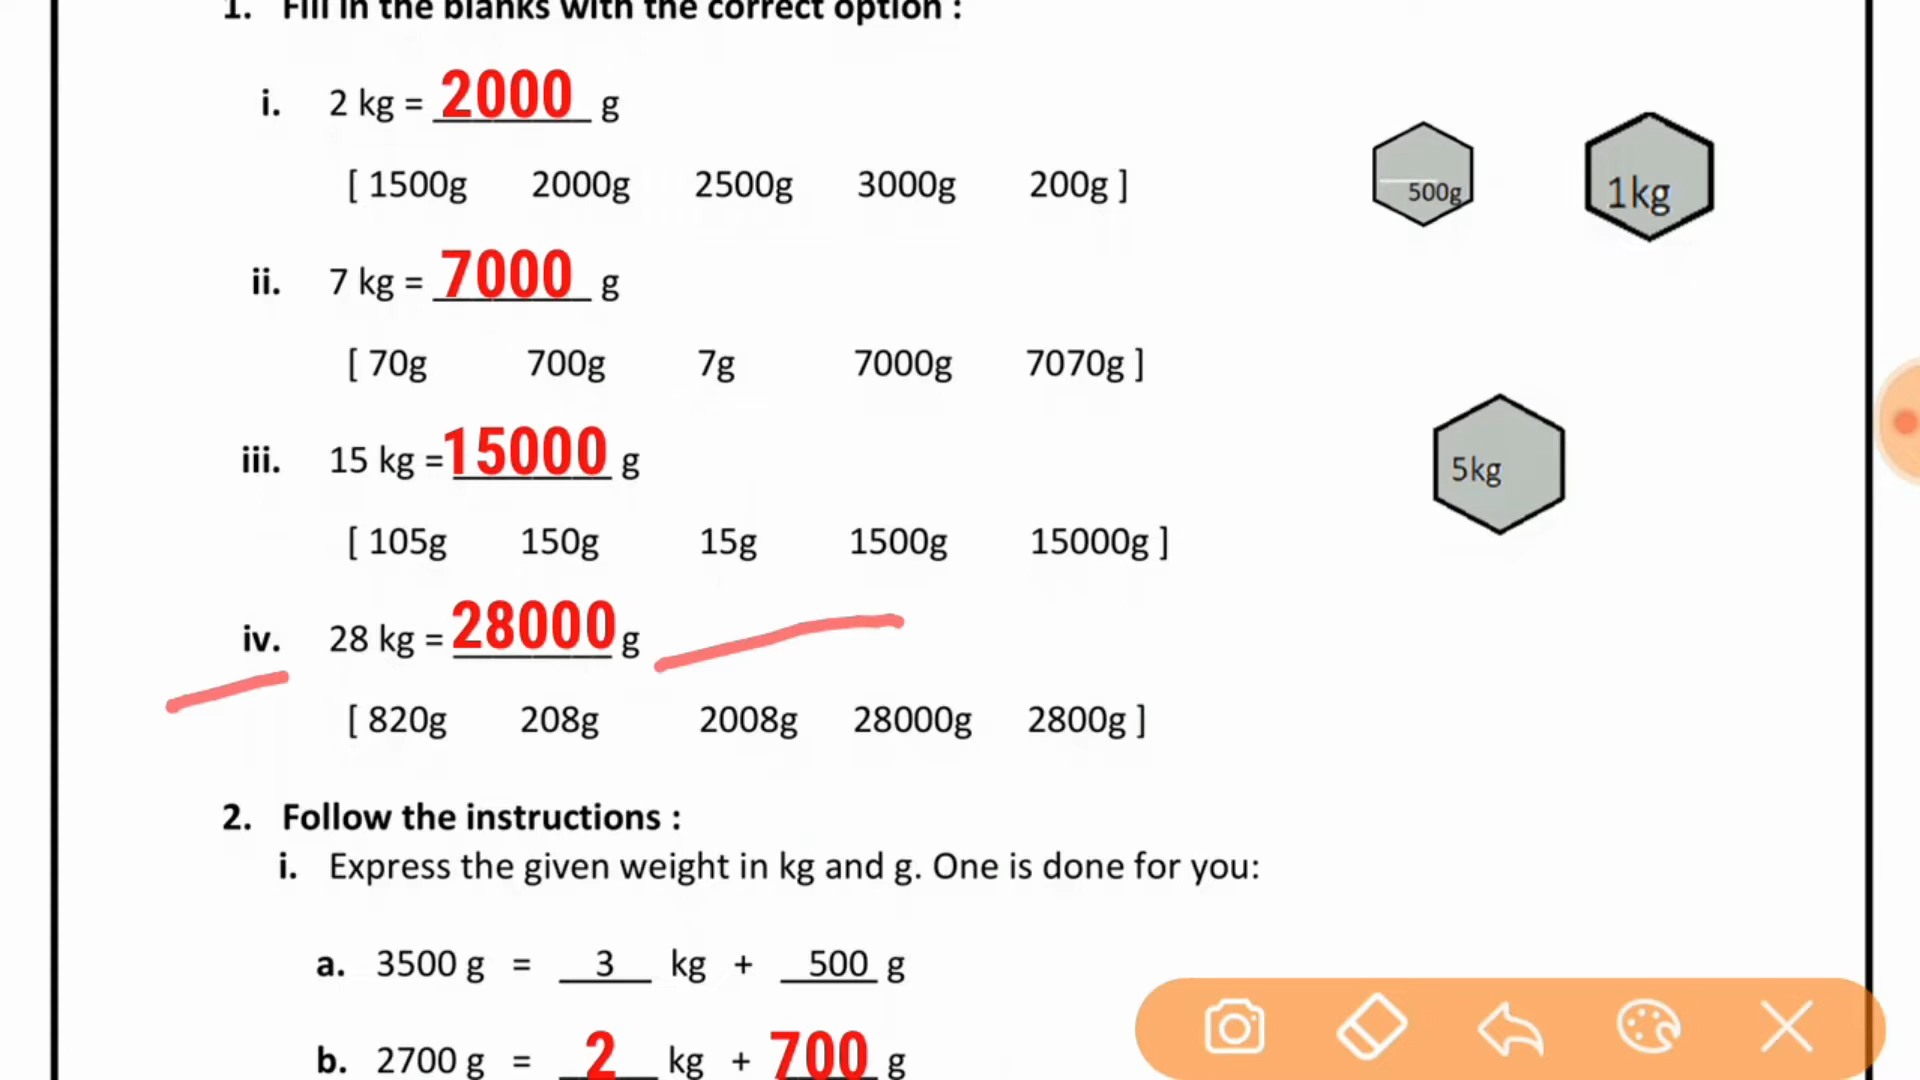 1. Fill in the blanks with the correct option :
i. 2 kg = 2000 g
[ 1500g 2000g 2500g 3000g 200g ]
500g
1kg
ii. 7 kg = 7000 g
[ 70g 700g 7g 7000g 7070g ]
iii. 15 kg = 15000 g
5kg
[ 105g 150g 15g 1500g 15000g ]
iv. 28 kg = 28000 g
[ 820g 208g 2008g 28000g 2800g ]
2. Follow the instructions :
i. Express the given weight in kg and g. One is done for you:
a. 3500 g = 3 kg + 500 g
b. 2700 g = 2 kg + 700 g